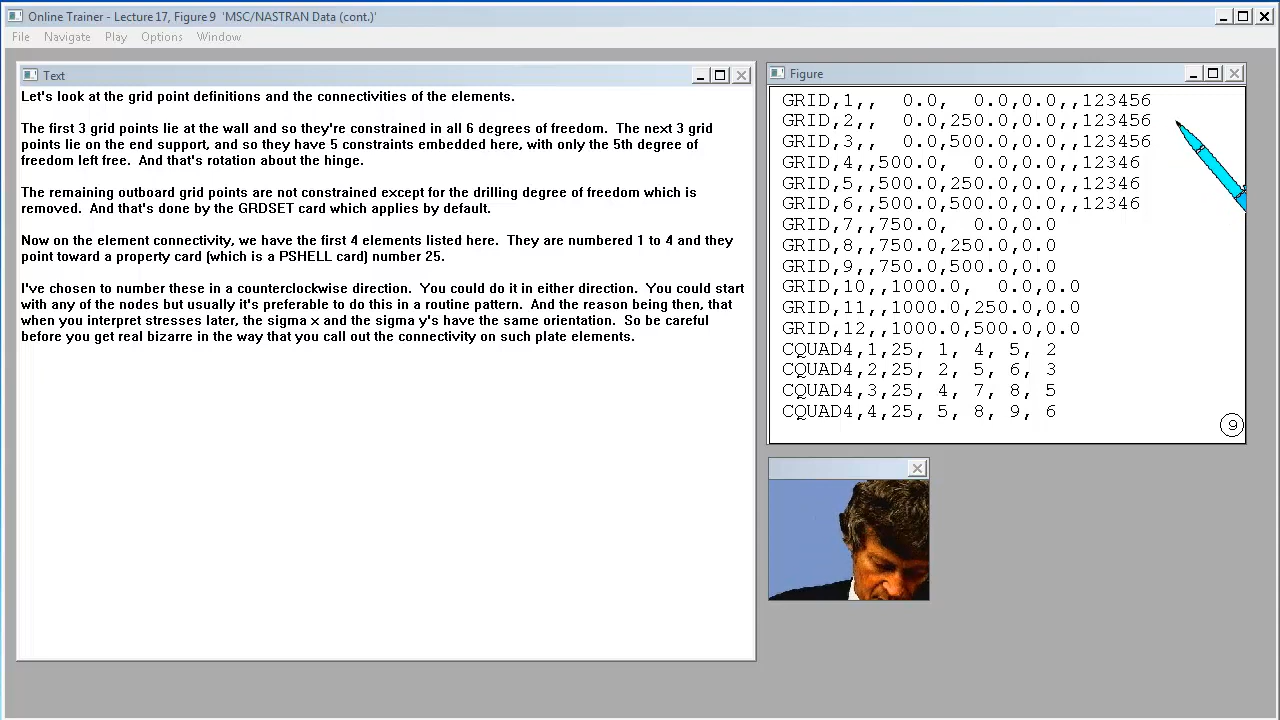 Online Trainer - Lecture 17, Figure 9  'MSC/NASTRAN Data (cont.)'
File Navigate Play Options Window
Text
Let's look at the grid point definitions and the connectivities of the elements.
The first 3 grid points lie at the wall and so they're constrained in all 6 degrees of freedom.  The next 3 grid
points lie on the end support, and so they have 5 constraints embedded here, with only the 5th degree of
freedom left free.  And that's rotation about the hinge.
The remaining outboard grid points are not constrained except for the drilling degree of freedom which is
removed.  And that's done by the GRDSET card which applies by default.
Now on the element connectivity, we have the first 4 elements listed here.  They are numbered 1 to 4 and they
point toward a property card (which is a PSHELL card) number 25.
I've chosen to number these in a counterclockwise direction.  You could do it in either direction.  You could start
with any of the nodes but usually it's preferable to do this in a routine pattern.  And the reason being then, that
when you interpret stresses later, the sigma x and the sigma y's have the same orientation.  So be careful
before you get real bizarre in the way that you call out the connectivity on such plate elements.
Figure
GRID,1,,  0.0,  0.0,0.0,,123456
GRID,2,,  0.0,250.0,0.0,,123456
GRID,3,,  0.0,500.0,0.0,,123456
GRID,4,,500.0,  0.0,0.0,,12346
GRID,5,,500.0,250.0,0.0,,12346
GRID,6,,500.0,500.0,0.0,,12346
GRID,7,,750.0,  0.0,0.0
GRID,8,,750.0,250.0,0.0
GRID,9,,750.0,500.0,0.0
GRID,10,,1000.0,  0.0,0.0
GRID,11,,1000.0,250.0,0.0
GRID,12,,1000.0,500.0,0.0
CQUAD4,1,25, 1, 4, 5, 2
CQUAD4,2,25, 2, 5, 6, 3
CQUAD4,3,25, 4, 7, 8, 5
CQUAD4,4,25, 5, 8, 9, 6
9